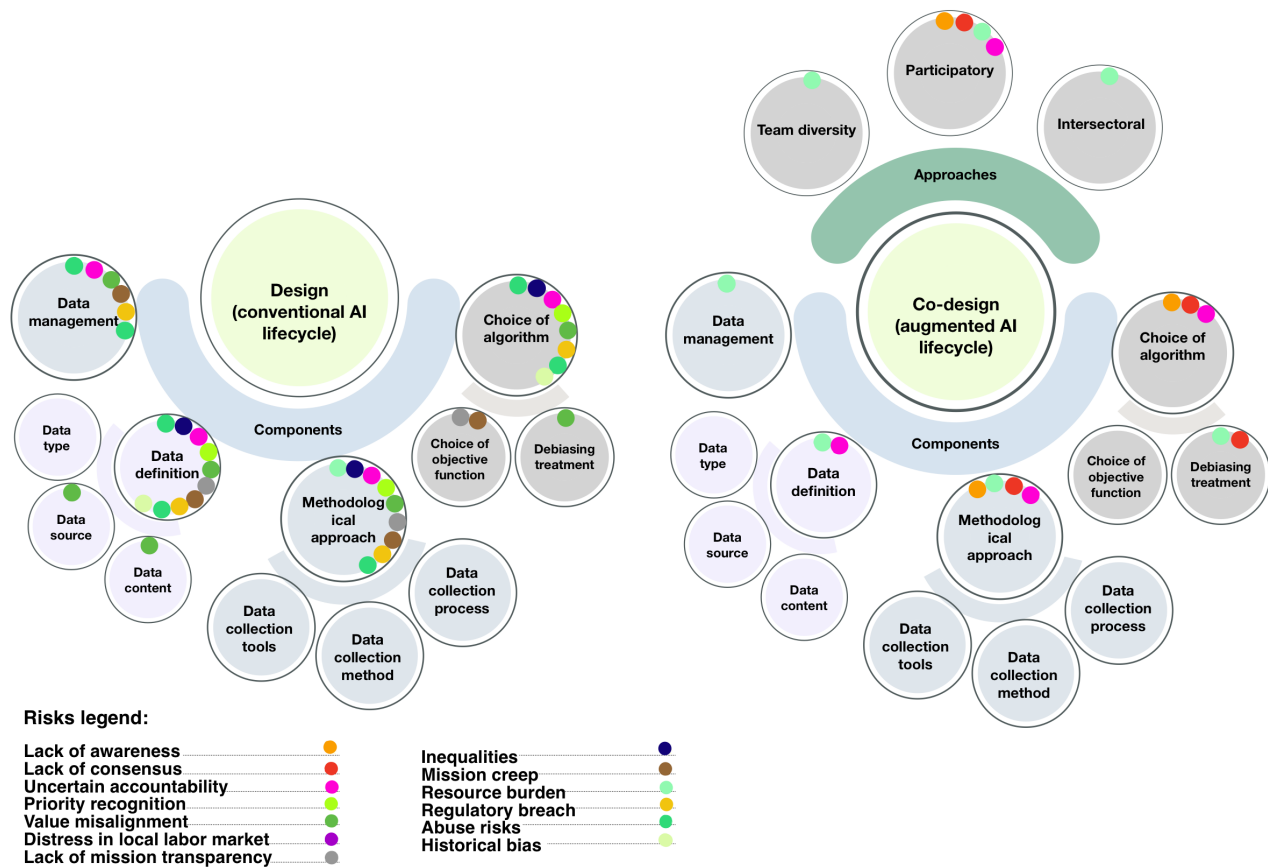 Design
(conventional AI
lifecycle)
Data
management
Choice of
algorithm
Components
Data
type
Data
definition
Data
source
Data
content
Methodolog
ical
approach
Choice of
objective
function
Debiasing
treatment
Data
collection
tools
Data
collection
method
Data
collection
process
Participatory
Team diversity
Intersectoral
Approaches
Co-design
(augmented AI
lifecycle)
Data
management
Choice of
algorithm
Components
Data
type
Data
definition
Data
source
Data
content
Methodolog
ical
approach
Choice of
objective
function
Debiasing
treatment
Data
collection
tools
Data
collection
method
Data
collection
process
Risks legend:
Lack of awareness
Lack of consensus
Uncertain accountability
Priority recognition
Value misalignment
Distress in local labor market
Lack of mission transparency
Inequalities
Mission creep
Resource burden
Regulatory breach
Abuse risks
Historical bias